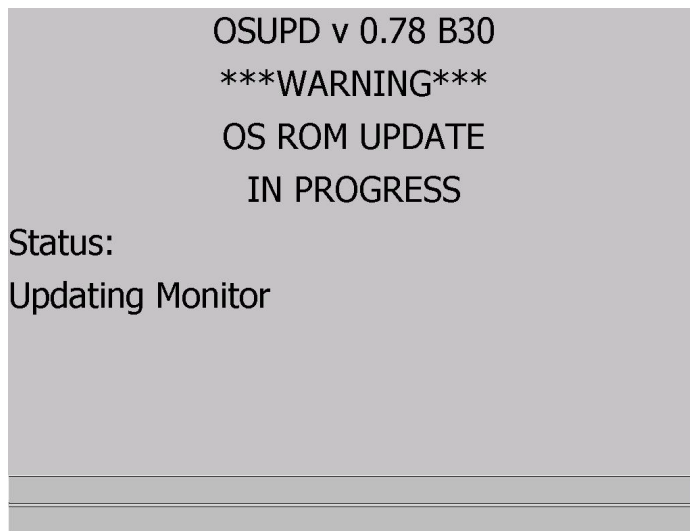 OSUPD v 0.78 B30
***WARNING***
OS ROM UPDATE
IN PROGRESS
Status:
Updating Monitor